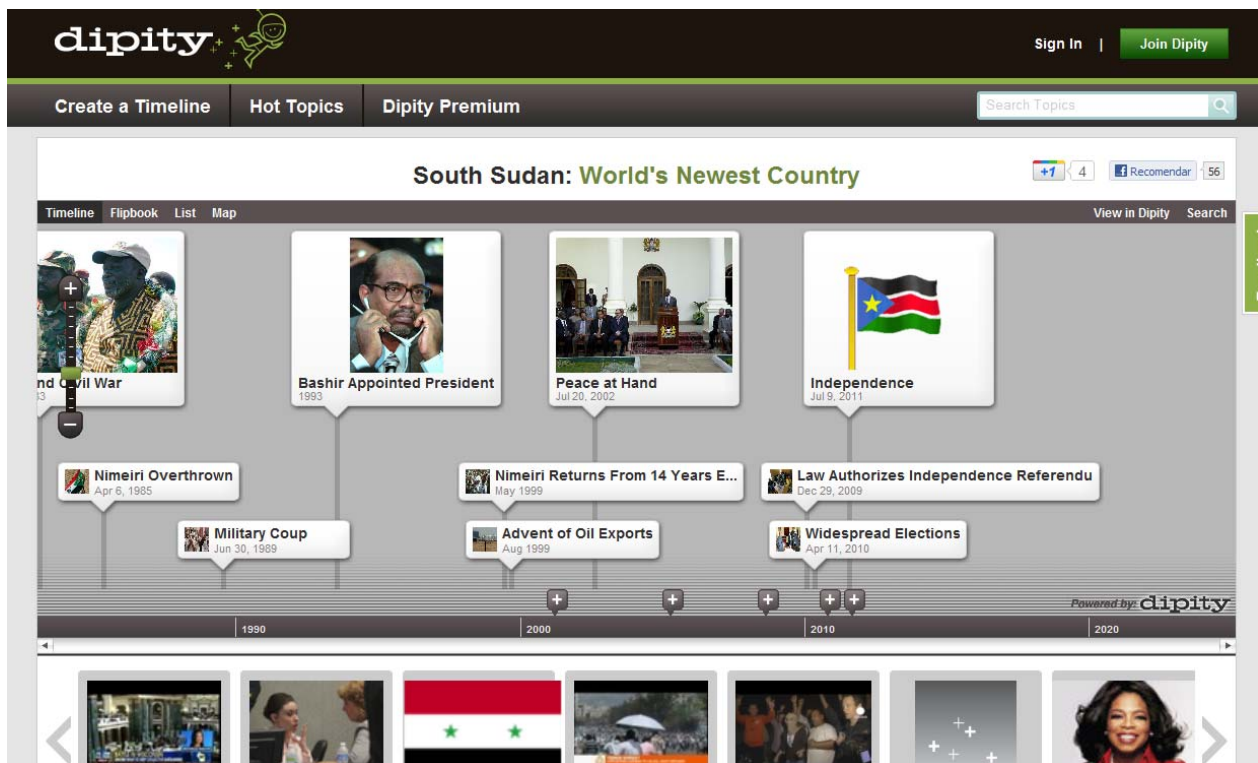 dipity
Sign In | Join Dipity
Create a Timeline Hot Topics Dipity Premium
Search Topics
South Sudan: World's Newest Country
+1 4 Recomendar 56
Timeline Flipbook List Map
View in Dipity Search
nd Civil War
Bashir Appointed President
1993
Peace at Hand
Jul 20, 2002
Independence
Jul 9, 2011
Nimeiri Overthrown
Apr 6, 1985
Nimeiri Returns From 14 Years E...
May 1999
Law Authorizes Independence Referendu
Dec 29, 2009
Military Coup
Jun 30, 1989
Advent of Oil Exports
Aug 1999
Widespread Elections
Apr 11, 2010
Powered by: dipity
1990 2000 2010 2020